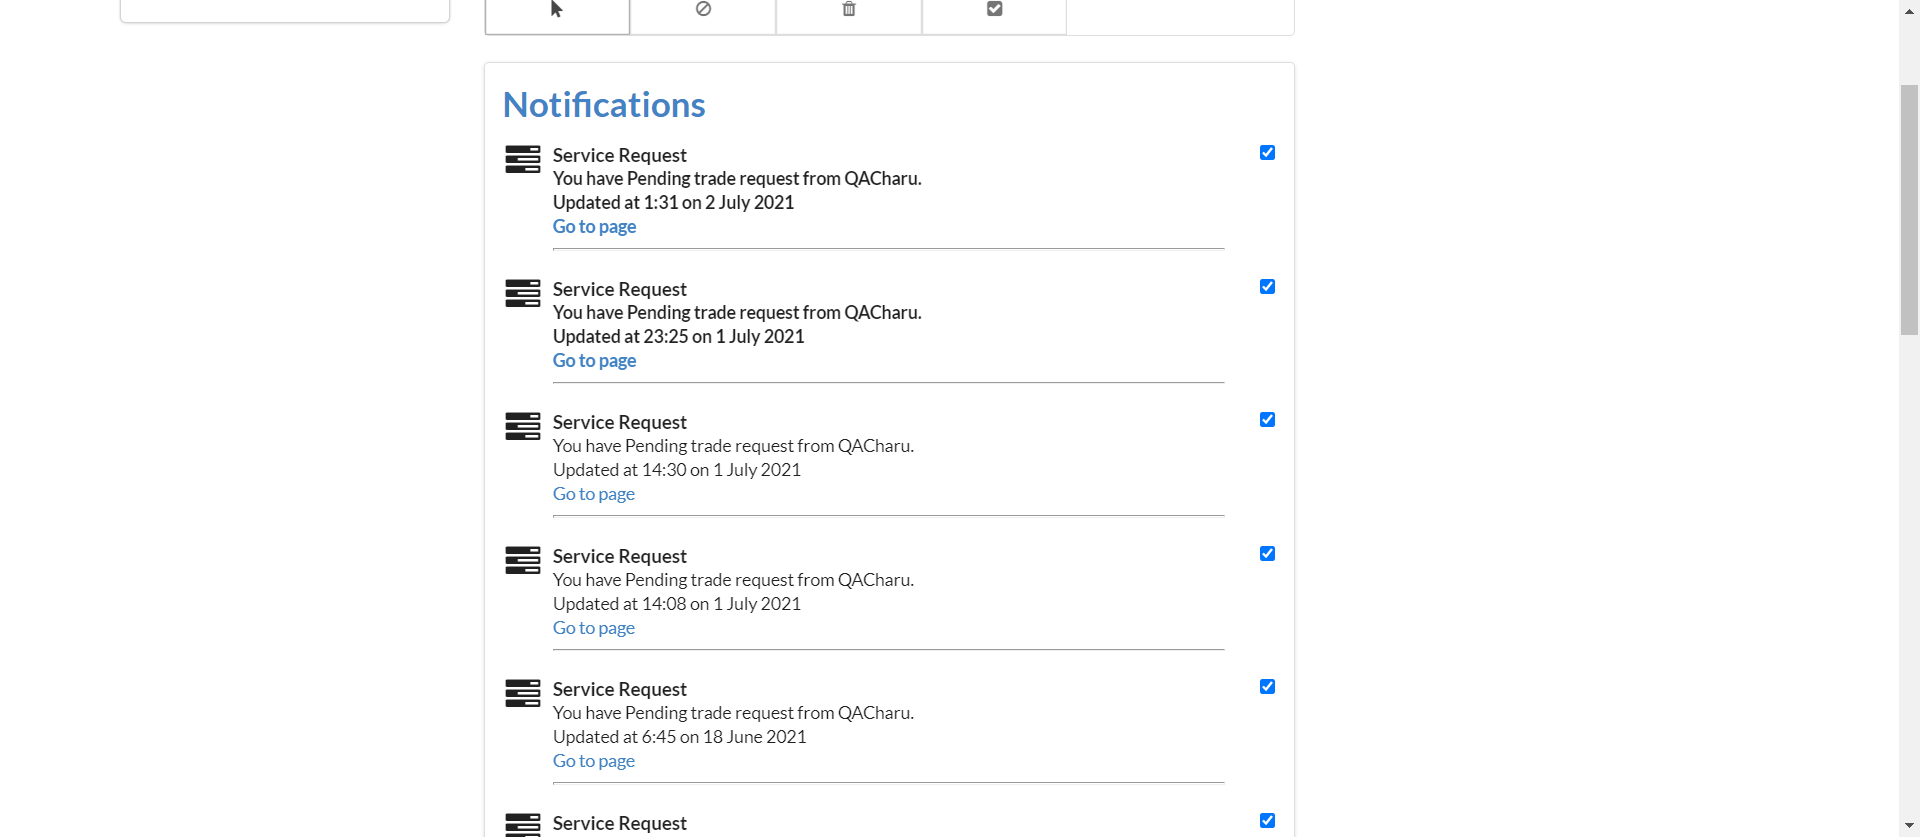 Notifications
Service Request
You have Pending trade request from QACharu.
Updated at 1:31 on 2 July 2021
Go to page
Service Request
You have Pending trade request from QACharu.
Updated at 23:25 on 1 July 2021
Go to page
Service Request
You have Pending trade request from QACharu.
Updated at 14:30 on 1 July 2021
Go to page
Service Request
You have Pending trade request from QACharu.
Updated at 14:08 on 1 July 2021
Go to page
Service Request
You have Pending trade request from QACharu.
Updated at 6:45 on 18 June 2021
Go to page
Service Request